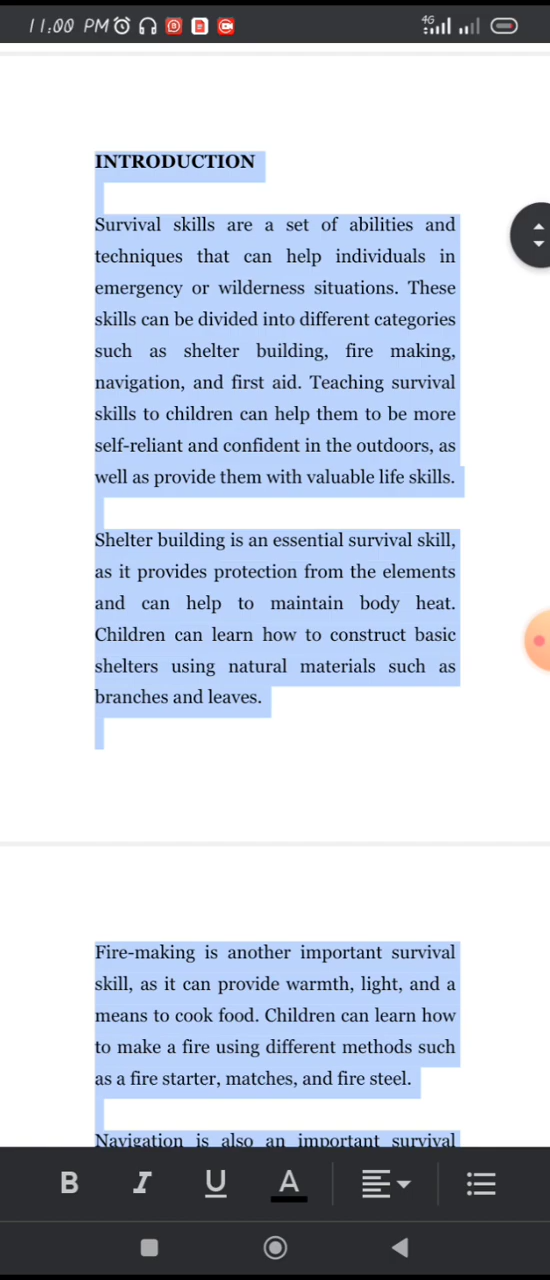 11:00 PM
4G
INTRODUCTION
Survival skills are a set of abilities and
techniques that can help individuals in
emergency or wilderness situations. These
skills can be divided into different categories
such as shelter building, fire making,
navigation, and first aid. Teaching survival
skills to children can help them to be more
self-reliant and confident in the outdoors, as
well as provide them with valuable life skills.
Shelter building is an essential survival skill,
as it provides protection from the elements
and can help to maintain body heat.
Children can learn how to construct basic
shelters using natural materials such as
branches and leaves.
Fire-making is another important survival
skill, as it can provide warmth, light, and a
means to cook food. Children can learn how
to make a fire using different methods such
as a fire starter, matches, and fire steel.
Navigation is also an important survival
B I U A